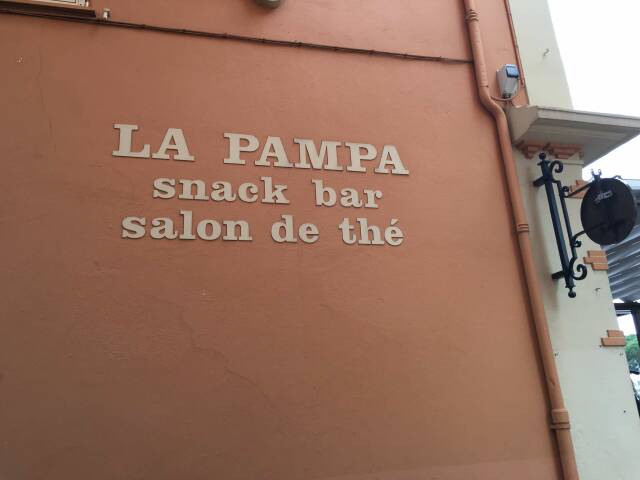 LA PAMPA
snack bar
salon de thé